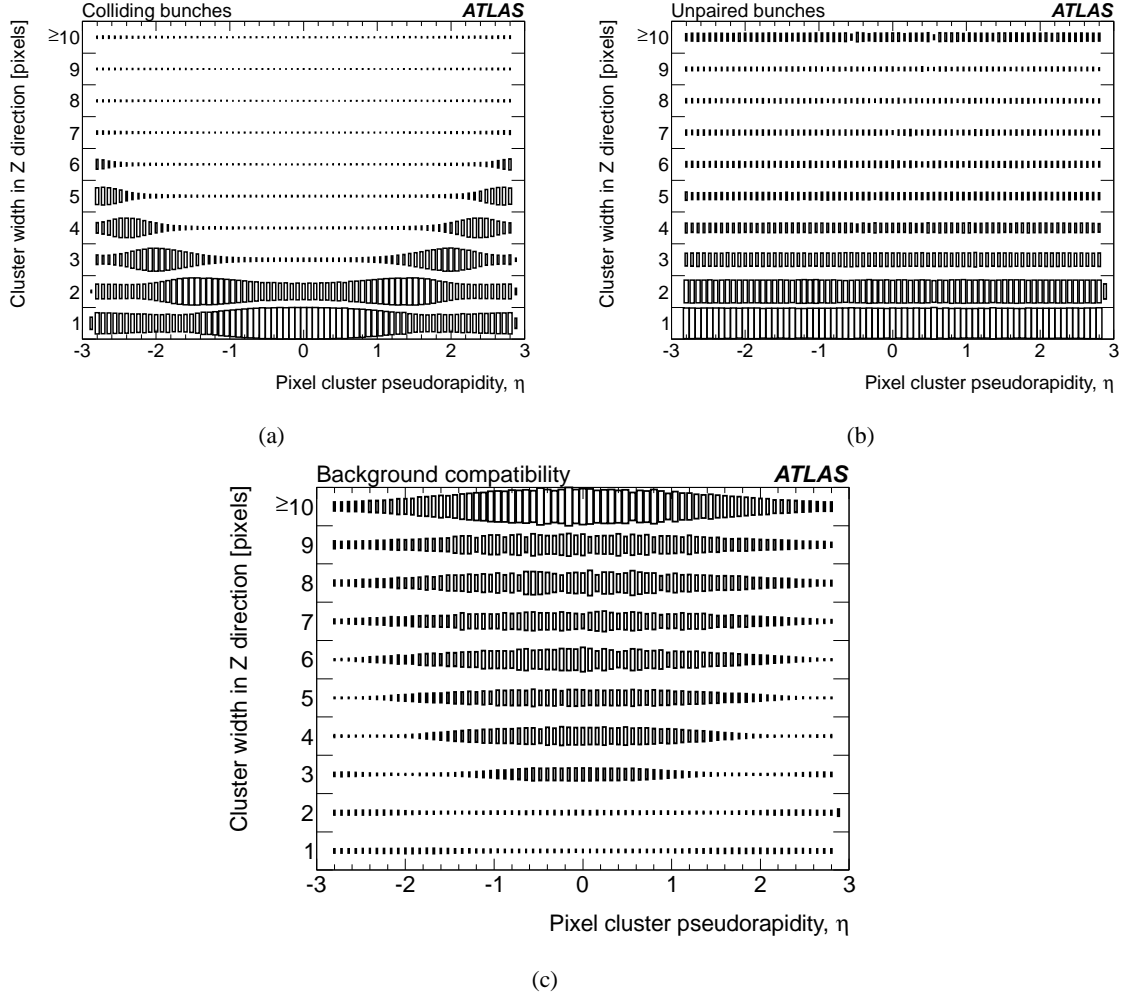 Colliding bunches ATLAS
Cluster width in Z direction [pixels]
≥10
9
8
7
6
5
4
3
2
1
-3 -2 -1 0 1 2 3
Pixel cluster pseudorapidity, η
(a)
Unpaired bunches ATLAS
Cluster width in Z direction [pixels]
≥10
9
8
7
6
5
4
3
2
1
-3 -2 -1 0 1 2 3
Pixel cluster pseudorapidity, η
(b)
Background compatibility ATLAS
Cluster width in Z direction [pixels]
≥10
9
8
7
6
5
4
3
2
1
-3 -2 -1 0 1 2 3
Pixel cluster pseudorapidity, η
(c)